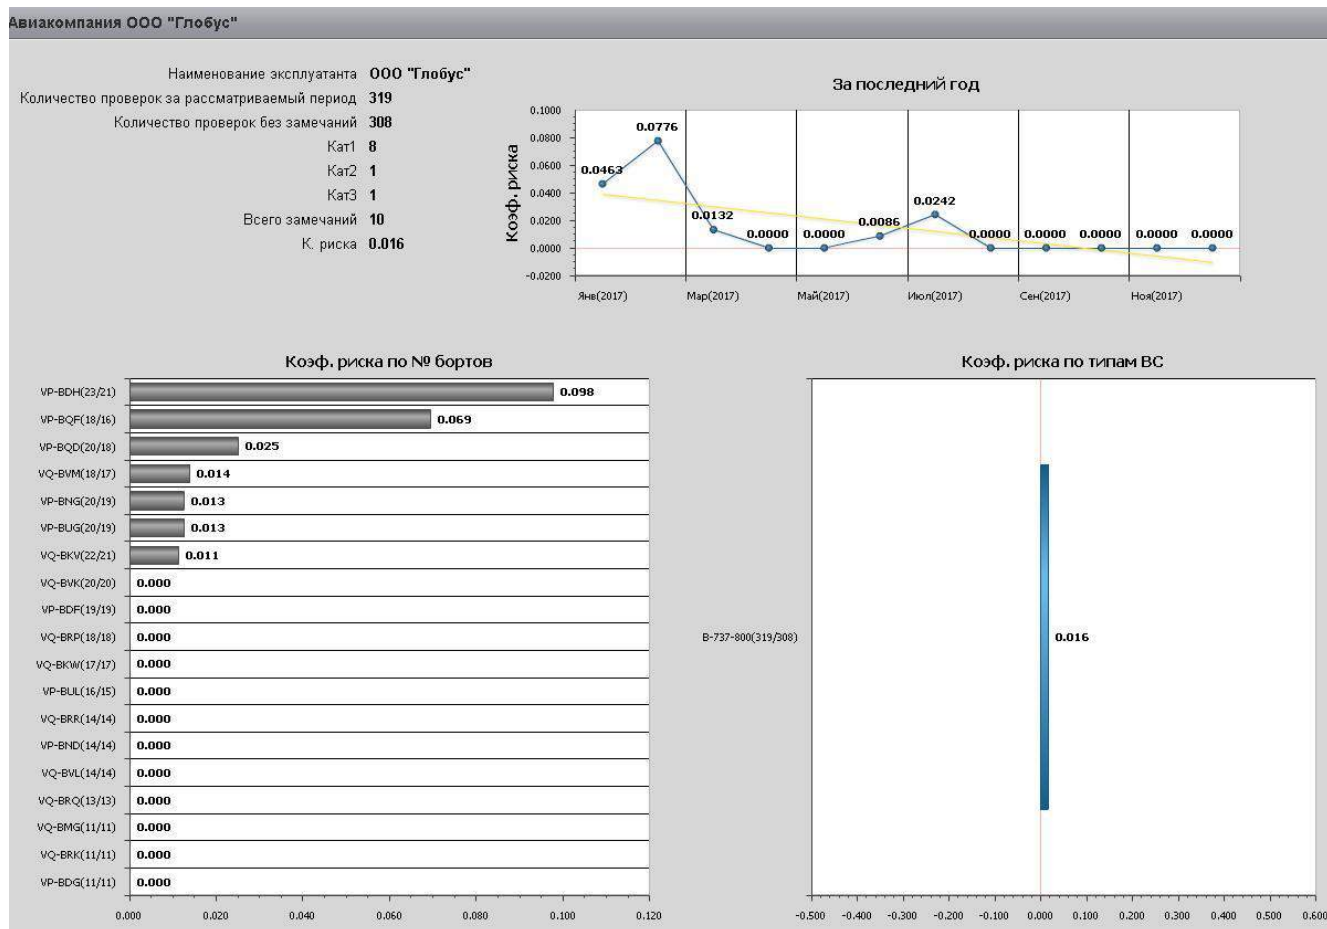 Авиакомпания ООО "Глобус"
Наименование эксплуатанта ООО "Глобус"
Количество проверок за рассматриваемый период 319
Количество проверок без замечаний 308
Кат1 8
Кат2 1
Кат3 1
Всего замечаний 10
К. риска 0.016
За последний год
Коэф. риска
0.1000
0.0800
0.0600
0.0400
0.0200
0.0000
-0.0200
0.0463
0.0776
0.0132
0.0000
0.0000
0.0086
0.0242
0.0000
0.0000
0.0000
0.0000
0.0000
Янв(2017) Мар(2017) Май(2017) Июл(2017) Сен(2017) Ноя(2017)
Коэф. риска по № бортов
VP-BDH(23/21) 0.098
VP-BQF(18/16) 0.069
VP-BQD(20/18) 0.025
VQ-BVM(18/17) 0.014
VP-BNG(20/19) 0.013
VP-BUG(20/19) 0.013
VQ-BKV(22/21) 0.011
VQ-BVK(20/20) 0.000
VP-BDF(19/19) 0.000
VQ-BRP(18/18) 0.000
VQ-BKW(17/17) 0.000
VP-BUL(16/15) 0.000
VQ-BRR(14/14) 0.000
VP-BND(14/14) 0.000
VQ-BVL(14/14) 0.000
VQ-BRQ(13/13) 0.000
VQ-BMG(11/11) 0.000
VQ-BRK(11/11) 0.000
VP-BDG(11/11) 0.000
0.000 0.020 0.040 0.060 0.080 0.100 0.120
Коэф. риска по типам ВС
B-737-800(319/308) 0.016
-0.500 -0.400 -0.300 -0.200 -0.100 0.000 0.100 0.200 0.300 0.400 0.500 0.600